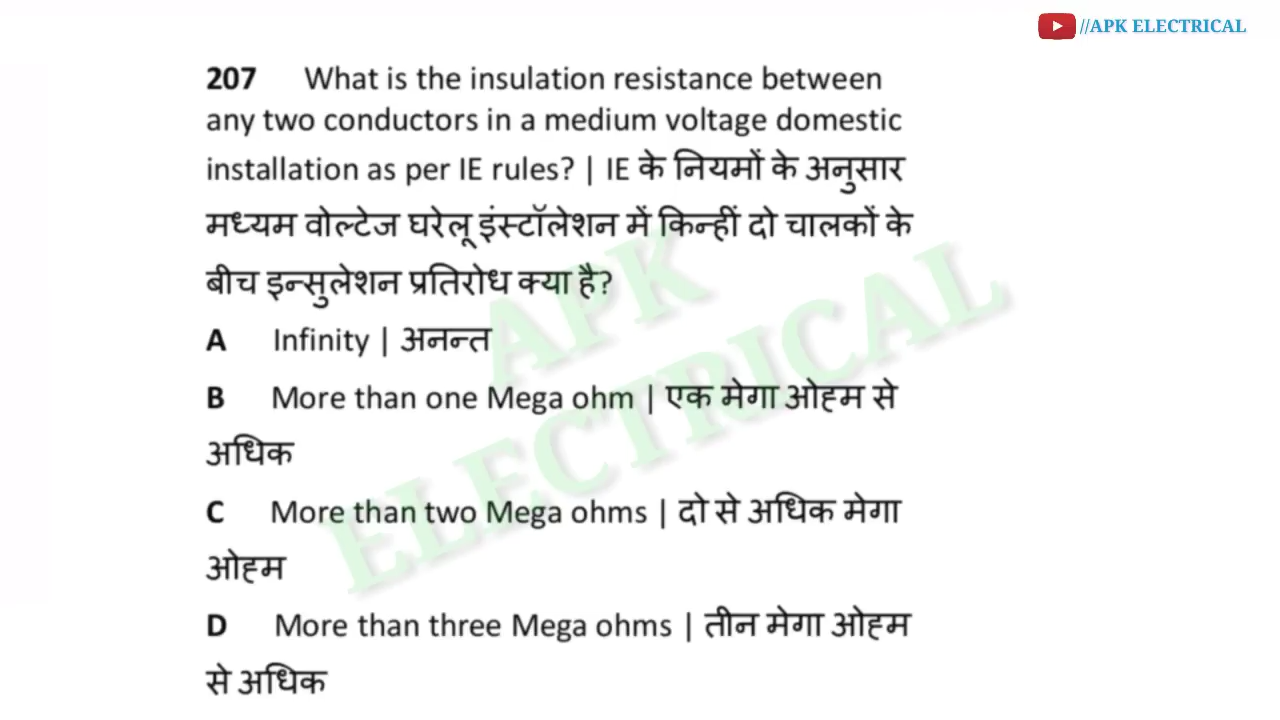 //APK ELECTRICAL
207 What is the insulation resistance between
any two conductors in a medium voltage domestic
installation as per IE rules? | IE के नियमों के अनुसार
मध्यम वोल्टेज घरेलू इंस्टॉलेशन में किन्हीं दो चालकों के
बीच इन्सुलेशन प्रतिरोध क्या है?
A Infinity | अनन्त
B More than one Mega ohm | एक मेगा ओह्म से
अधिक
C More than two Mega ohms | दो से अधिक मेगा
ओह्म
D More than three Mega ohms | तीन मेगा ओह्म
से अधिक
APK
ELECTRICAL